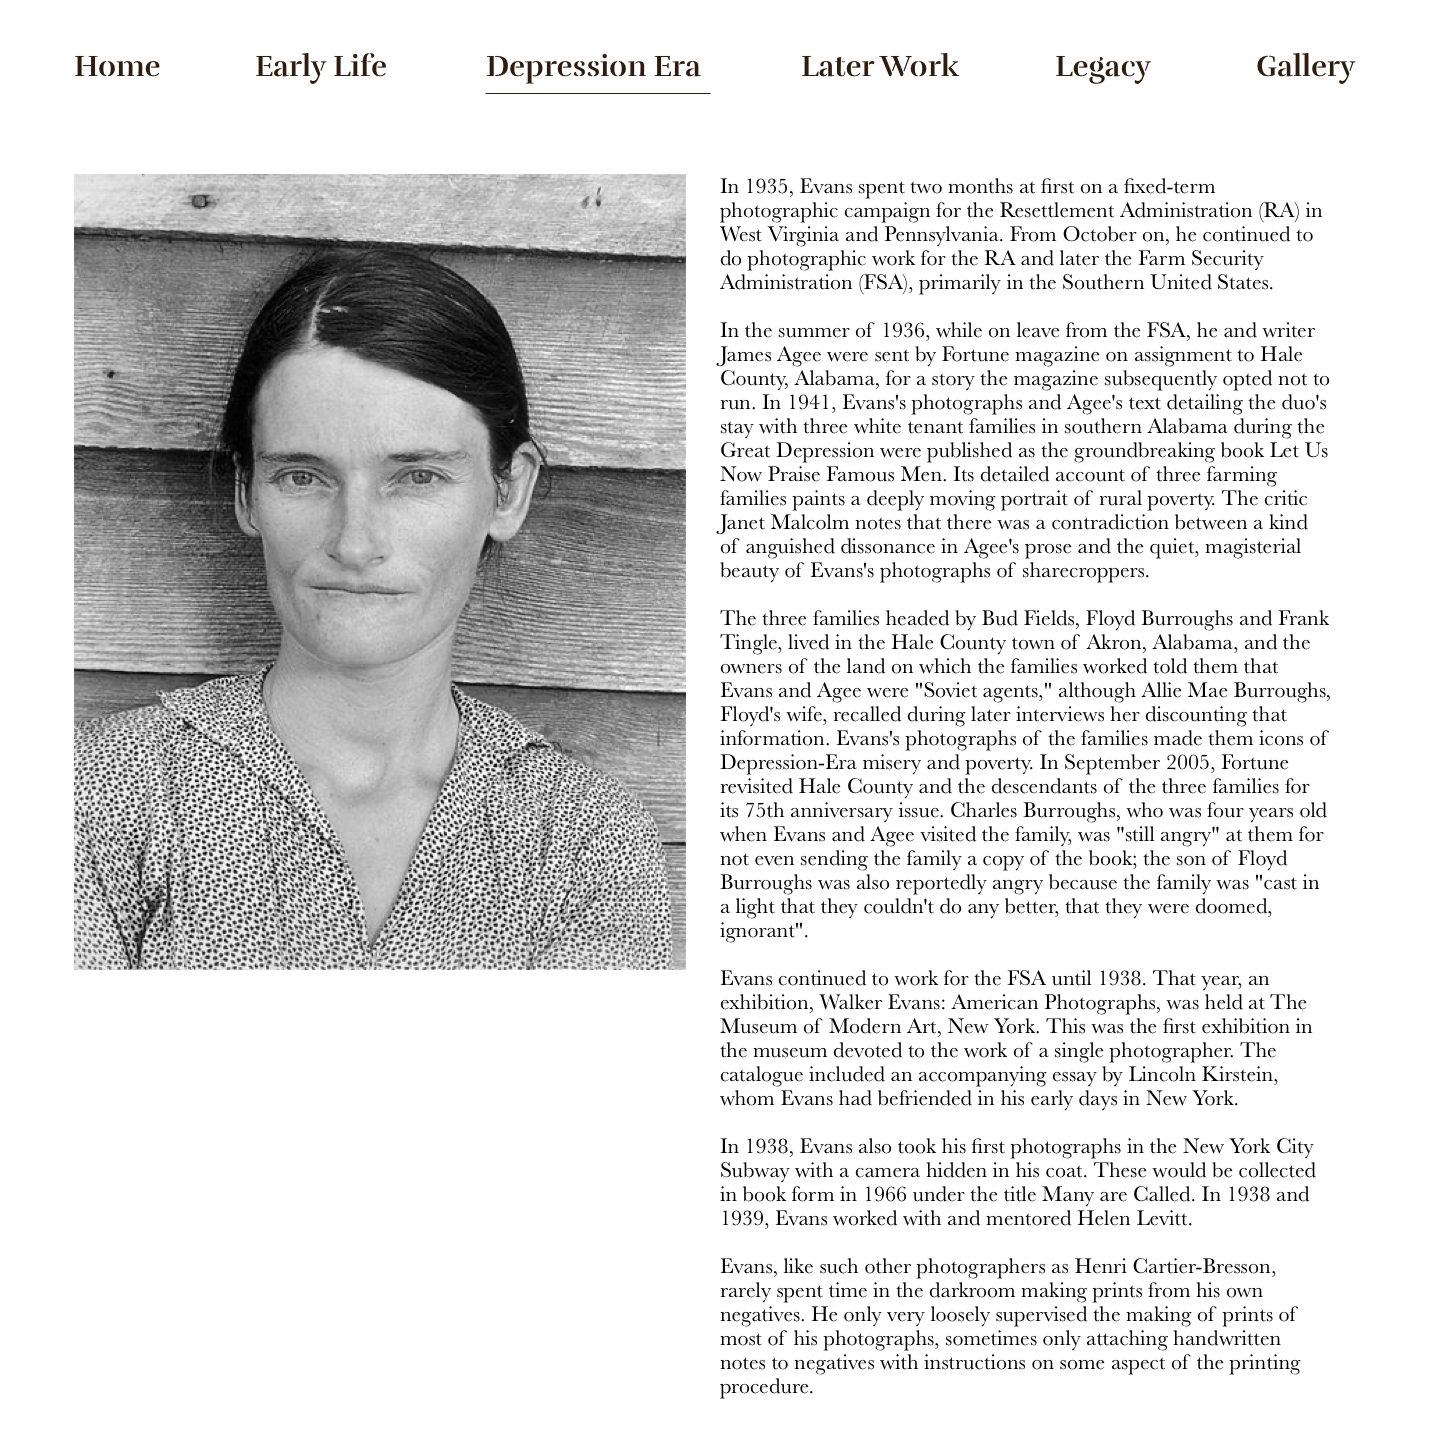 Home Early Life Depression Era Later Work Legacy Gallery
In 1935, Evans spent two months at first on a fixed-term
photographic campaign for the Resettlement Administration (RA) in
West Virginia and Pennsylvania. From October on, he continued to
do photographic work for the RA and later the Farm Security
Administration (FSA), primarily in the Southern United States.
In the summer of 1936, while on leave from the FSA, he and writer
James Agee were sent by Fortune magazine on assignment to Hale
County, Alabama, for a story the magazine subsequently opted not to
run. In 1941, Evans's photographs and Agee's text detailing the duo's
stay with three white tenant families in southern Alabama during the
Great Depression were published as the groundbreaking book Let Us
Now Praise Famous Men. Its detailed account of three farming
families paints a deeply moving portrait of rural poverty. The critic
Janet Malcolm notes that there was a contradiction between a kind
of anguished dissonance in Agee's prose and the quiet, magisterial
beauty of Evans's photographs of sharecroppers.
The three families headed by Bud Fields, Floyd Burroughs and Frank
Tingle, lived in the Hale County town of Akron, Alabama, and the
owners of the land on which the families worked told them that
Evans and Agee were "Soviet agents," although Allie Mae Burroughs,
Floyd's wife, recalled during later interviews her discounting that
information. Evans's photographs of the families made them icons of
Depression-Era misery and poverty. In September 2005, Fortune
revisited Hale County and the descendants of the three families for
its 75th anniversary issue. Charles Burroughs, who was four years old
when Evans and Agee visited the family, was "still angry" at them for
not even sending the family a copy of the book; the son of Floyd
Burroughs was also reportedly angry because the family was "cast in
a light that they couldn't do any better, that they were doomed,
ignorant".
Evans continued to work for the FSA until 1938. That year, an
exhibition, Walker Evans: American Photographs, was held at The
Museum of Modern Art, New York. This was the first exhibition in
the museum devoted to the work of a single photographer. The
catalogue included an accompanying essay by Lincoln Kirstein,
whom Evans had befriended in his early days in New York.
In 1938, Evans also took his first photographs in the New York City
Subway with a camera hidden in his coat. These would be collected
in book form in 1966 under the title Many are Called. In 1938 and
1939, Evans worked with and mentored Helen Levitt.
Evans, like such other photographers as Henri Cartier-Bresson,
rarely spent time in the darkroom making prints from his own
negatives. He only very loosely supervised the making of prints of
most of his photographs, sometimes only attaching handwritten
notes to negatives with instructions on some aspect of the printing
procedure.